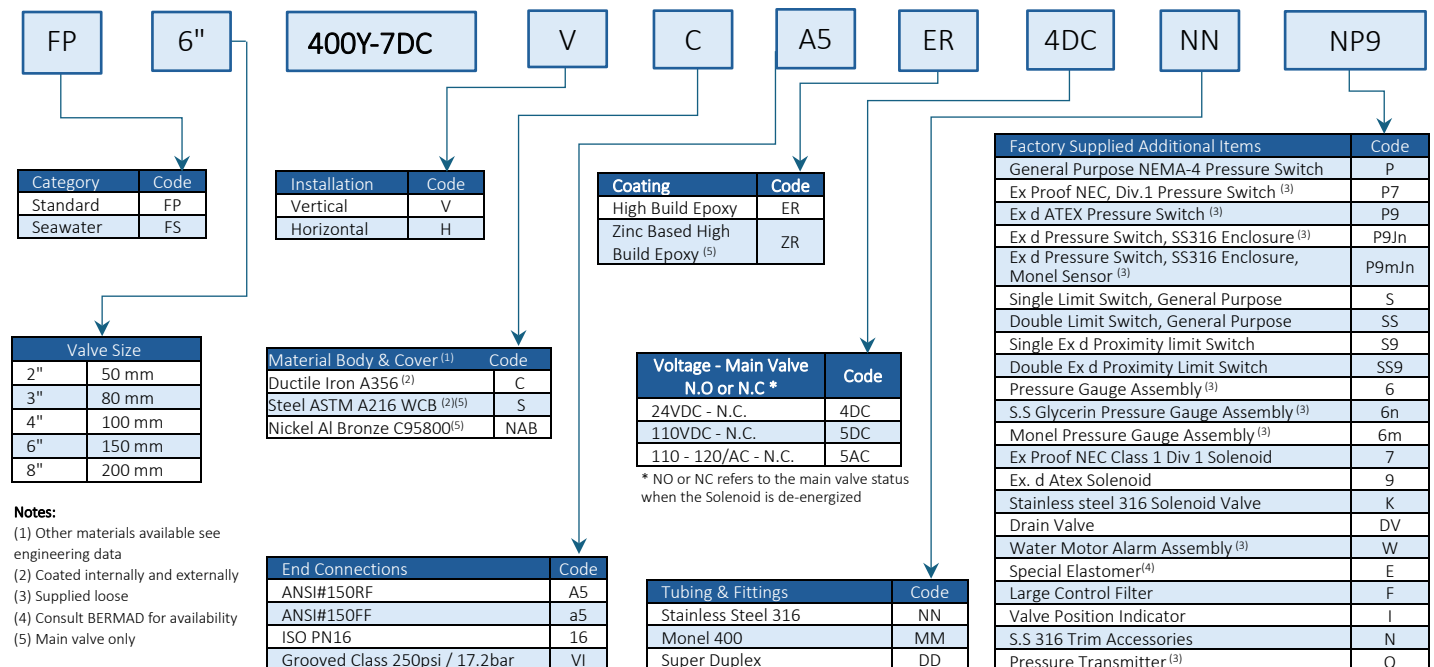 FP 6" 400Y-7DC V C A5 ER 4DC NN NP9
Category Code
Standard FP
Seawater FS
Installation Code
Vertical V
Horizontal H
Coating Code
High Build Epoxy ER
Zinc Based High
Build Epoxy (5) ZR
Valve Size
2" 50 mm
3" 80 mm
4" 100 mm
6" 150 mm
8" 200 mm
Material Body & Cover (1) Code
Ductile Iron A356 (2) C
Steel ASTM A216 WCB (2)(5) S
Nickel Al Bronze C95800(5) NAB
Voltage - Main Valve
N.O or N.C * Code
24VDC - N.C. 4DC
110VDC - N.C. 5DC
110 - 120/AC - N.C. 5AC
* NO or NC refers to the main valve status
when the Solenoid is de-energized
Notes:
(1) Other materials available see
engineering data
(2) Coated internally and externally
(3) Supplied loose
(4) Consult BERMAD for availability
(5) Main valve only
End Connections Code
ANSI#150RF A5
ANSI#150FF a5
ISO PN16 16
Grooved Class 250psi / 17.2bar VI
Tubing & Fittings Code
Stainless Steel 316 NN
Monel 400 MM
Super Duplex DD
Factory Supplied Additional Items Code
General Purpose NEMA-4 Pressure Switch P
Ex Proof NEC, Div.1 Pressure Switch (3) P7
Ex d ATEX Pressure Switch (3) P9
Ex d Pressure Switch, SS316 Enclosure (3) P9Jn
Ex d Pressure Switch, SS316 Enclosure,
Monel Sensor (3) P9mJn
Single Limit Switch, General Purpose S
Double Limit Switch, General Purpose SS
Single Ex d Proximity limit Switch S9
Double Ex d Proximity Limit Switch SS9
Pressure Gauge Assembly (3) 6
S.S Glycerin Pressure Gauge Assembly (3) 6n
Monel Pressure Gauge Assembly (3) 6m
Ex Proof NEC Class 1 Div 1 Solenoid 7
Ex. d Atex Solenoid 9
Stainless steel 316 Solenoid Valve K
Drain Valve DV
Water Motor Alarm Assembly (3) W
Special Elastomer(4) E
Large Control Filter F
Valve Position Indicator I
S.S 316 Trim Accessories N
Pressure Transmitter (3)